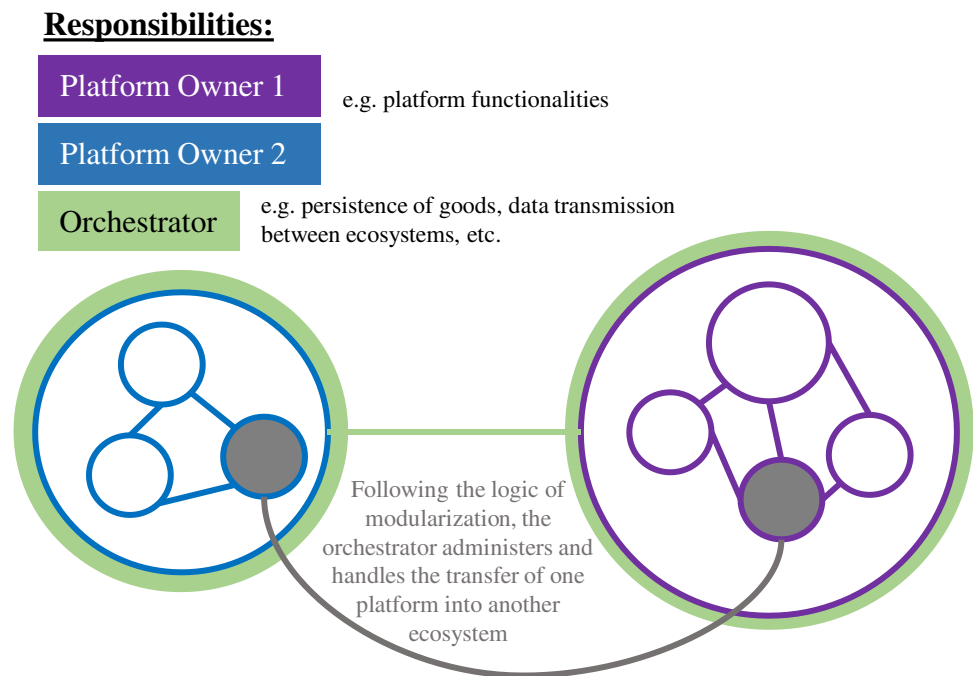 Responsibilities:
Platform Owner 1
e.g. platform functionalities
Platform Owner 2
Orchestrator
e.g. persistence of goods, data transmission
between ecosystems, etc.
Following the logic of
modularization, the
orchestrator administers and
handles the transfer of one
platform into another
ecosystem